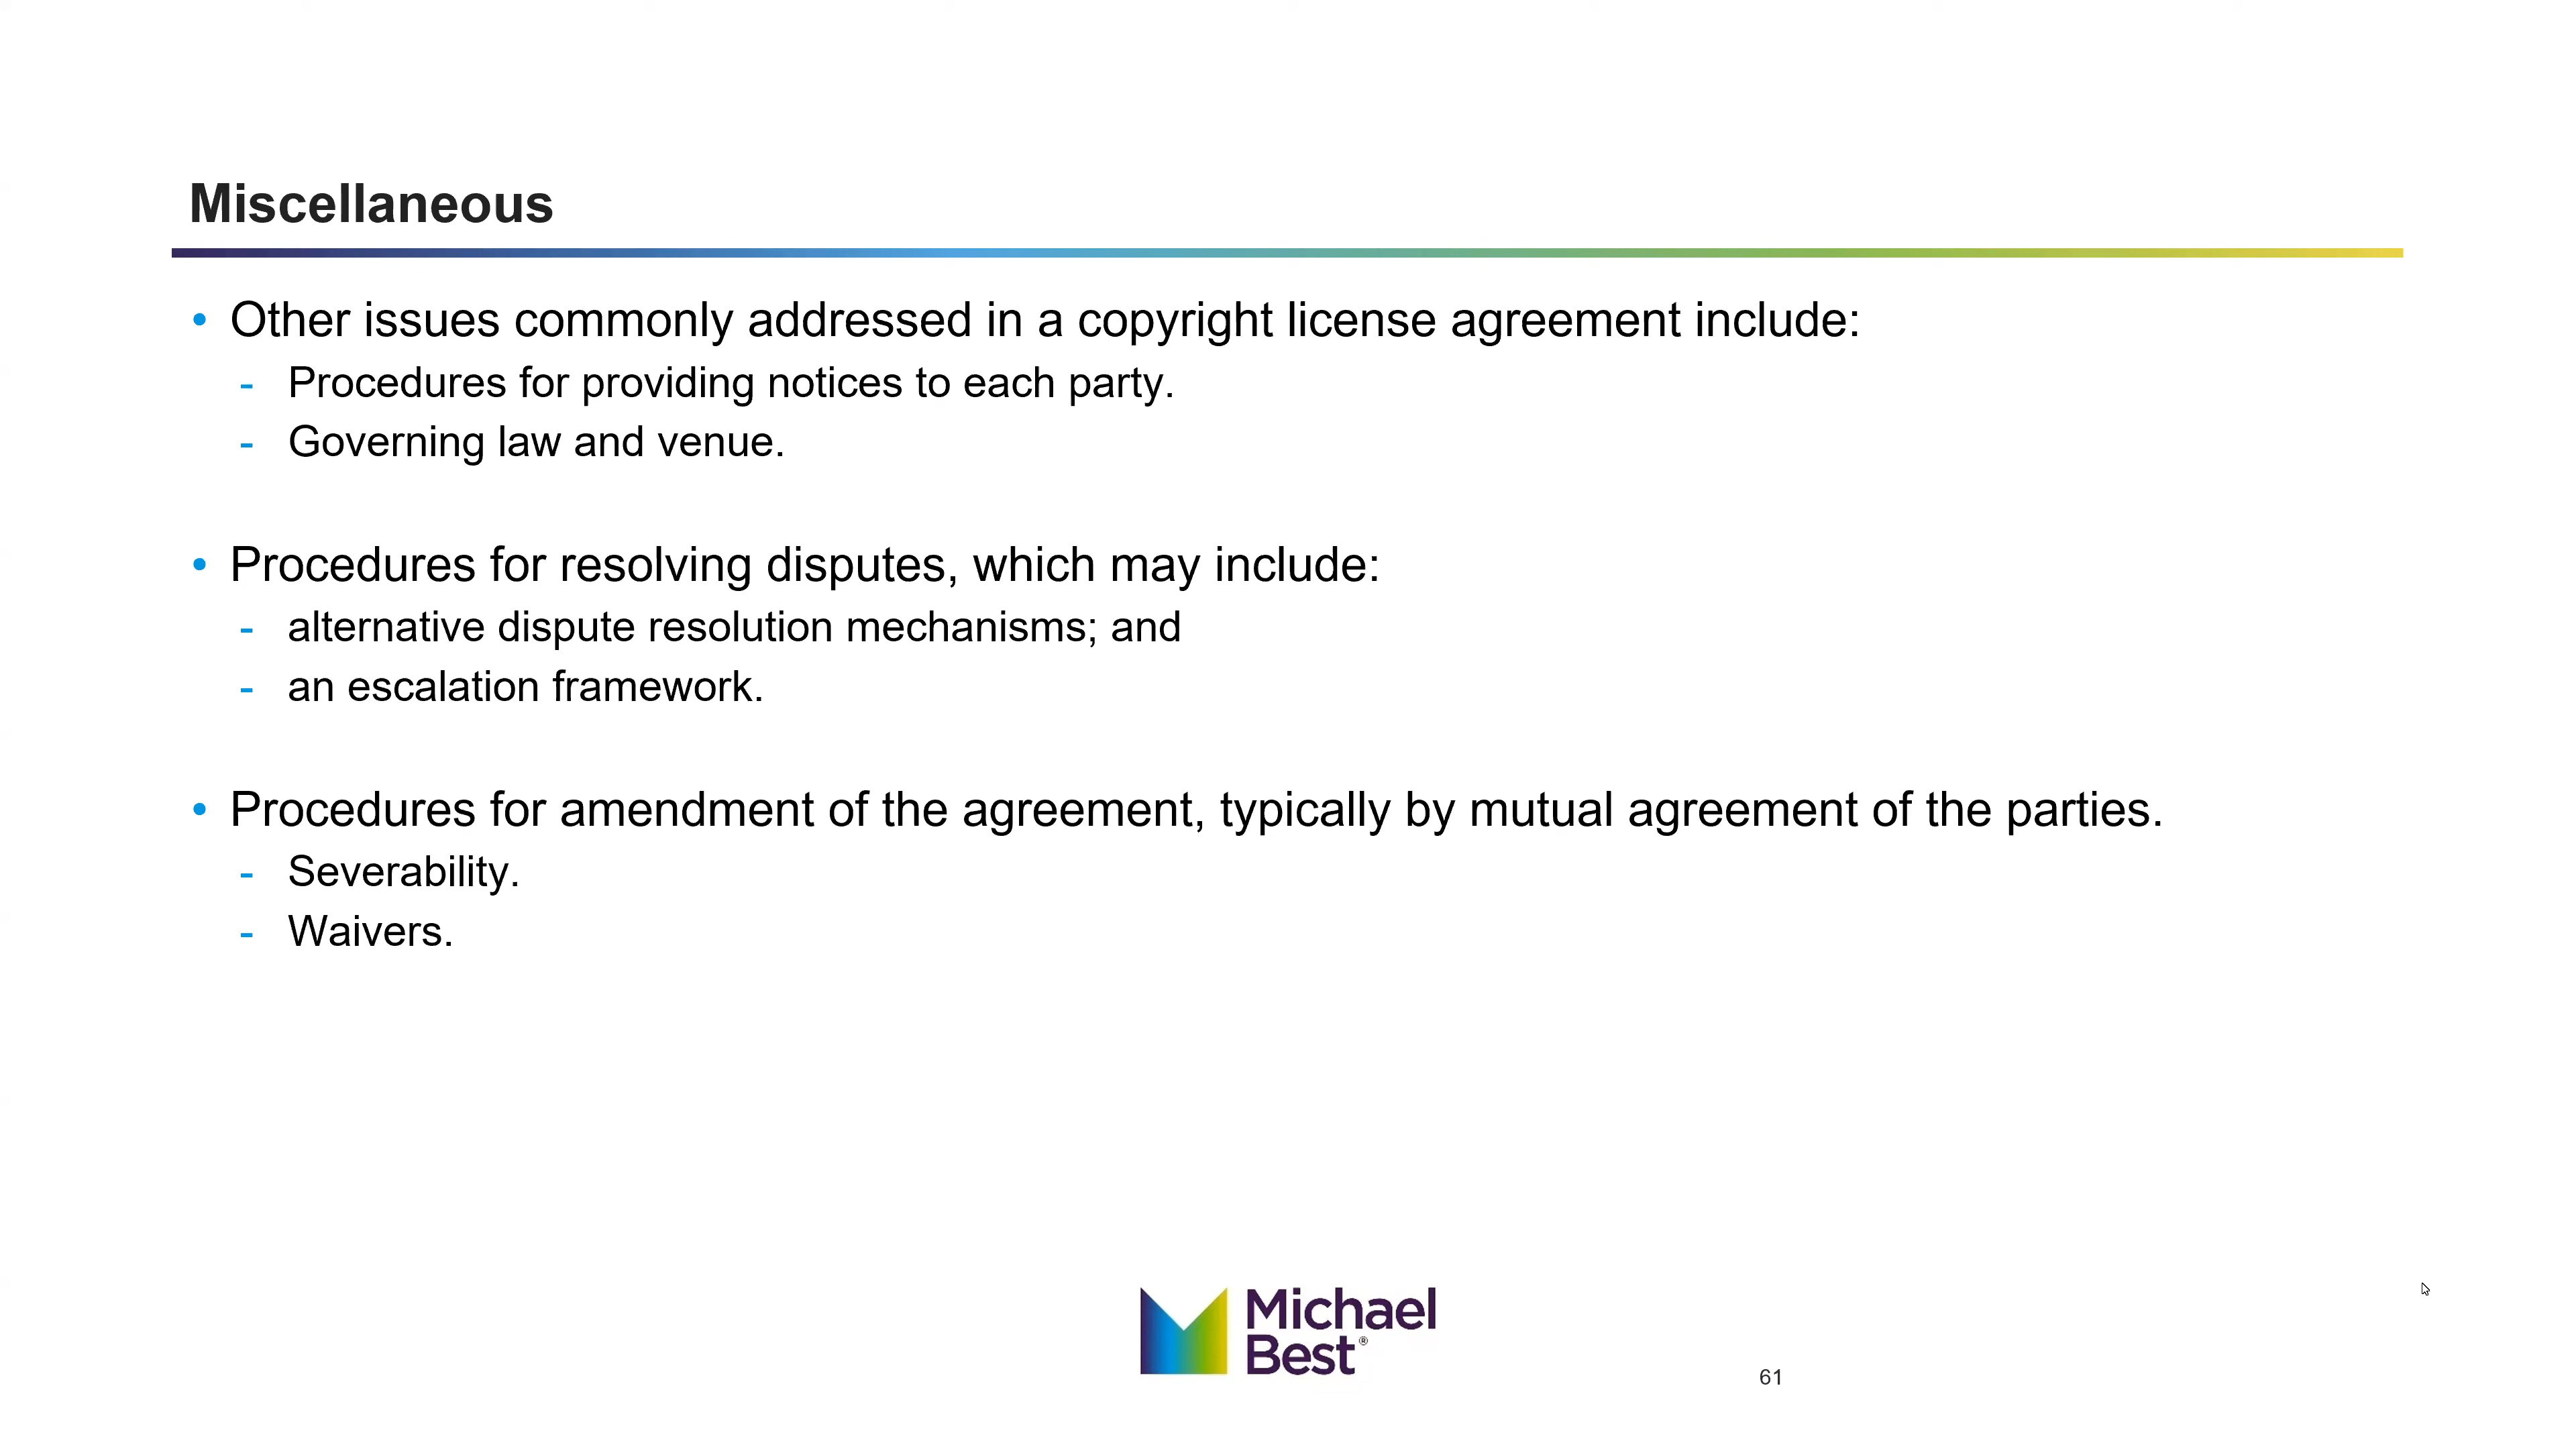 Miscellaneous
• Other issues commonly addressed in a copyright license agreement include:
- Procedures for providing notices to each party.
- Governing law and venue.
• Procedures for resolving disputes, which may include:
- alternative dispute resolution mechanisms; and
- an escalation framework.
• Procedures for amendment of the agreement, typically by mutual agreement of the parties.
- Severability.
- Waivers.
Michael
Best®
61